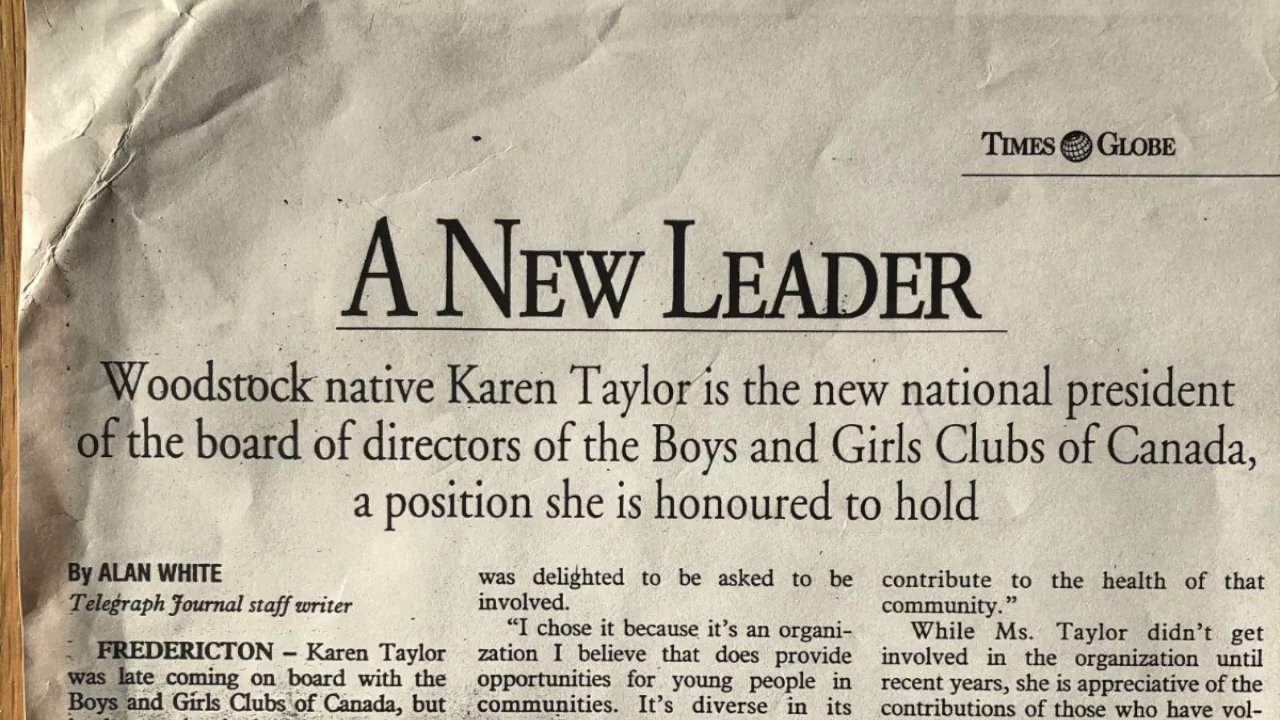 TIMES GLOBE
A NEW LEADER
Woodstock native Karen Taylor is the new national president
of the board of directors of the Boys and Girls Clubs of Canada,
a position she is honoured to hold
By ALAN WHITE
Telegraph Journal staff writer
FREDERICTON – Karen Taylor
was late coming on board with the
Boys and Girls Clubs of Canada, but
was delighted to be asked to be
involved.
"I chose it because it's an organi-
zation I believe that does provide
opportunities for young people in
communities. It's diverse in its
contribute to the health of that
community."
While Ms. Taylor didn't get
involved in the organization until
recent years, she is appreciative of the
contributions of those who have vol-